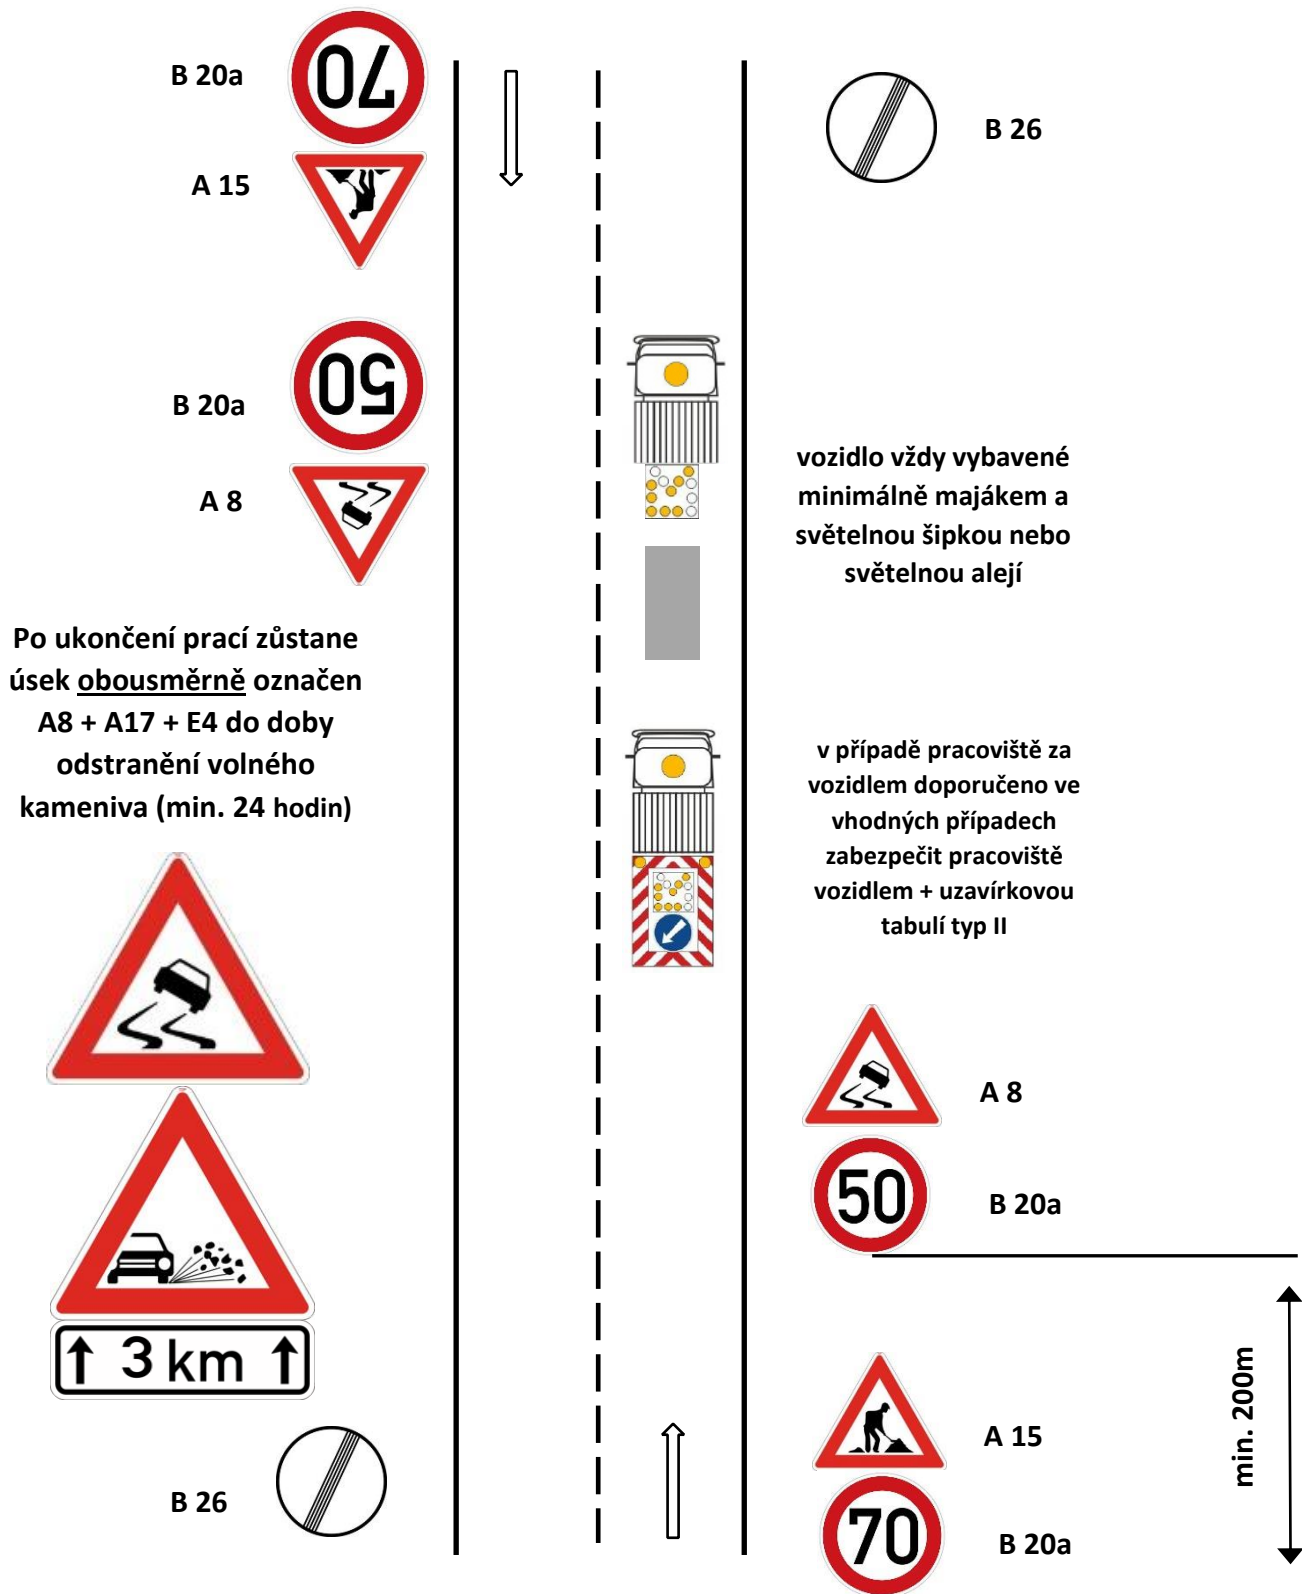 70
B 20a
B 26
A 15
50
B 20a
A 8
vozidlo vždy vybavené
minimálně majákem a
světelnou šipkou nebo
světelnou alejí
Po ukončení prací zůstane
úsek obousměrně označen
A8 + A17 + E4 do doby
odstranění volného
kameniva (min. 24 hodin)
v případě pracoviště za
vozidlem doporučeno ve
vhodných případech
zabezpečit pracoviště
vozidlem + uzavírkovou
tabulí typ II
A 8
50
B 20a
3 km
min. 200m
A 15
B 26
70
B 20a